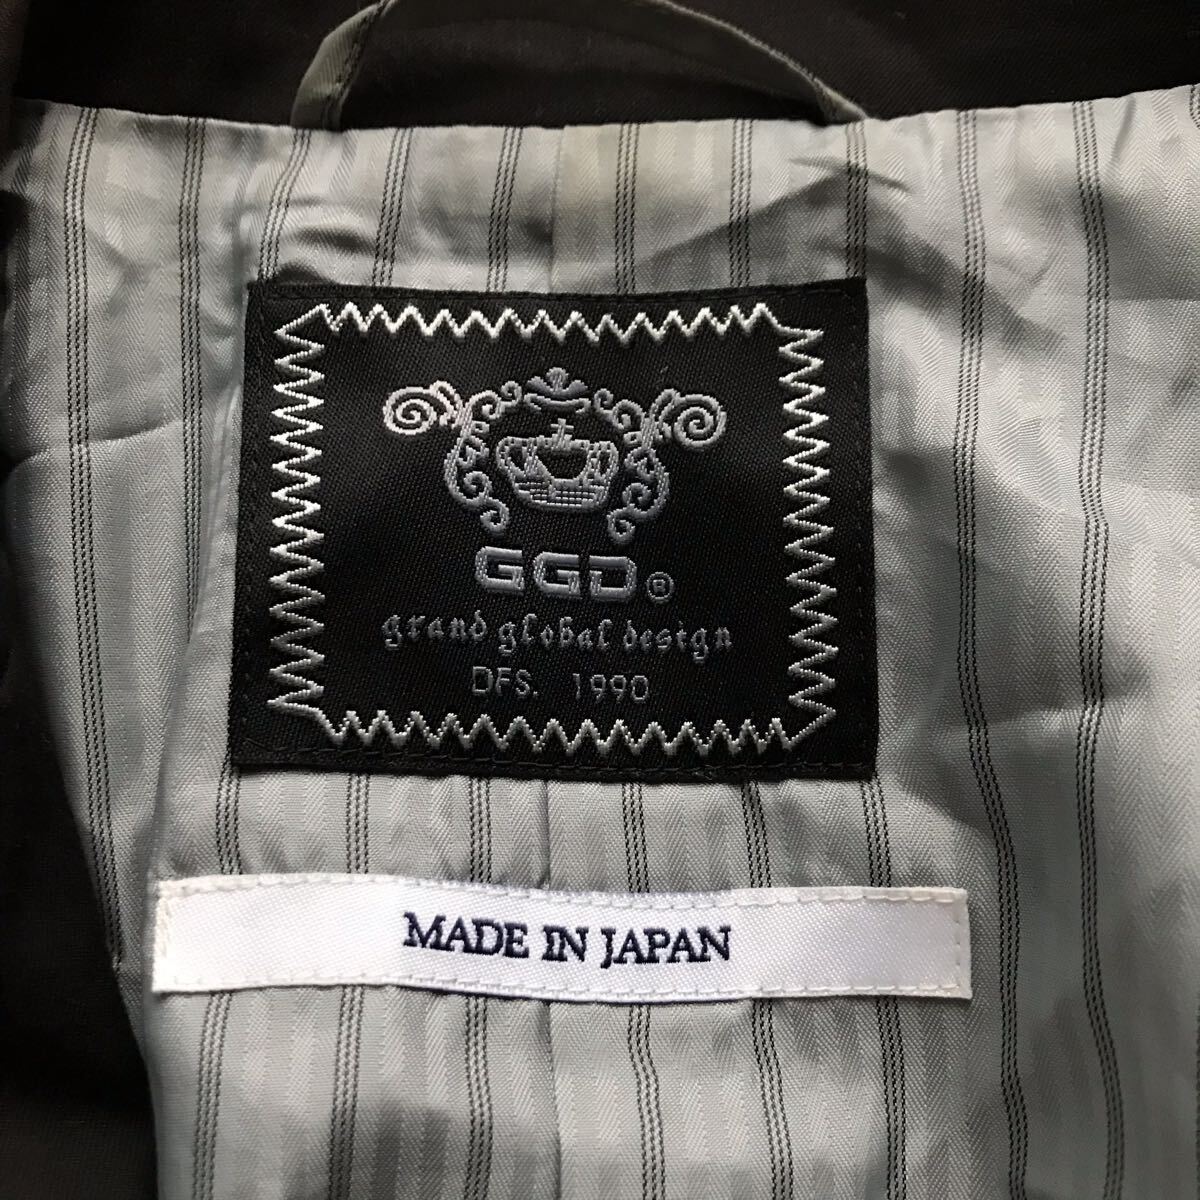 GGD®
grand global design
DFS. 1990
MADE IN JAPAN